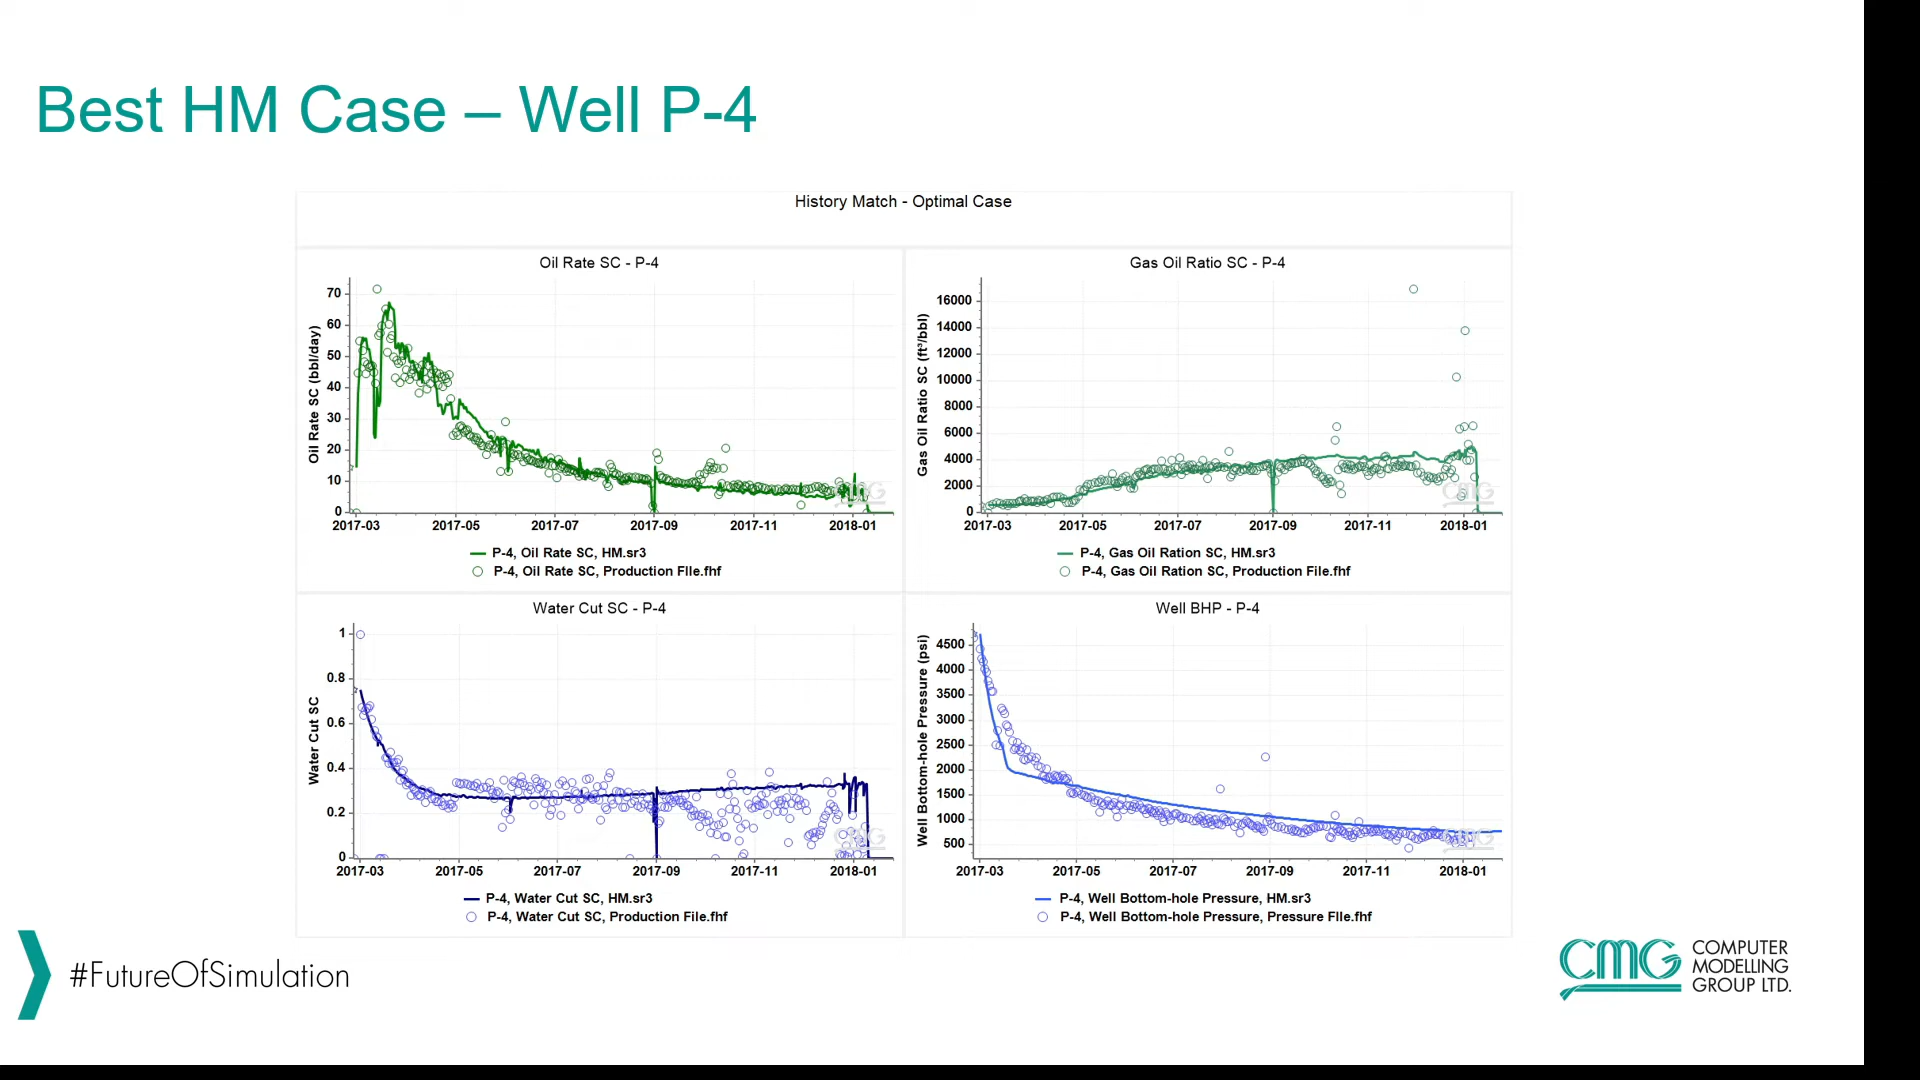 Best HM Case – Well P-4
History Match - Optimal Case
Oil Rate SC - P-4
Oil Rate SC (bbl/day)
70
60
50
40
30
20
10
0
2017-03 2017-05 2017-07 2017-09 2017-11 2018-01
P-4, Oil Rate SC, HM.sr3
P-4, Oil Rate SC, Production FIle.fhf
Gas Oil Ratio SC - P-4
Gas Oil Ratio SC (ft³/bbl)
16000
14000
12000
10000
8000
6000
4000
2000
0
2017-03 2017-05 2017-07 2017-09 2017-11 2018-01
P-4, Gas Oil Ration SC, HM.sr3
P-4, Gas Oil Ration SC, Production File.fhf
Water Cut SC - P-4
Water Cut SC
1
0.8
0.6
0.4
0.2
0
2017-03 2017-05 2017-07 2017-09 2017-11 2018-01
P-4, Water Cut SC, HM.sr3
P-4, Water Cut SC, Production File.fhf
Well BHP - P-4
Well Bottom-hole Pressure (psi)
4500
4000
3500
3000
2500
2000
1500
1000
500
2017-03 2017-05 2017-07 2017-09 2017-11 2018-01
P-4, Well Bottom-hole Pressure, HM.sr3
P-4, Well Bottom-hole Pressure, Pressure FIle.fhf
CMG
CMG
CMG
CMG
#FutureOfSimulation
CMG
COMPUTER
MODELLING
GROUP LTD.